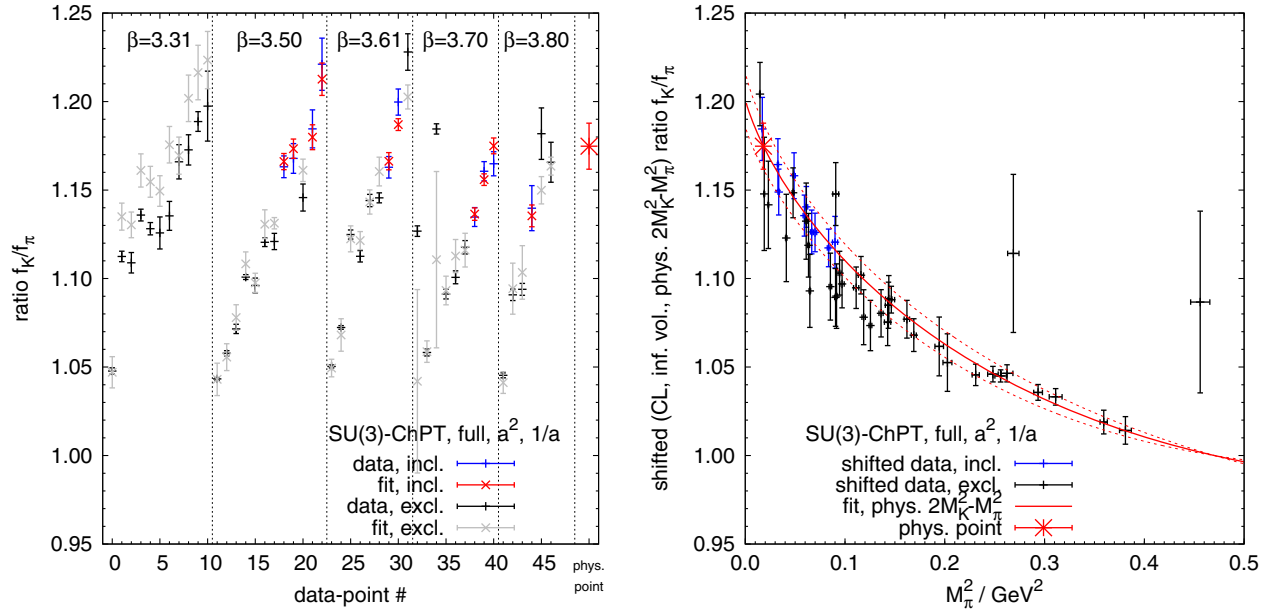 β=3.31 β=3.50 β=3.61 β=3.70 β=3.80
1.20
1.15
1.10
1.05
1.00
0.95
ratio f_K/f_π
SU(3)-ChPT, full, a², 1/a
data, incl.
fit, incl.
data, excl.
fit, excl.
0 5 10 15 20 25 30 35 40 45 phys. point
data-point #
1.20
1.15
1.10
1.05
1.00
0.95
shifted (CL, inf. vol., phys. 2M_K²-M_π²) ratio f_K/f_π
SU(3)-ChPT, full, a², 1/a
shifted data, incl.
shifted data, excl.
fit, phys. 2M_K²-M_π²
phys. point
0.0 0.1 0.2 0.3 0.4 0.5
M_π² / GeV²